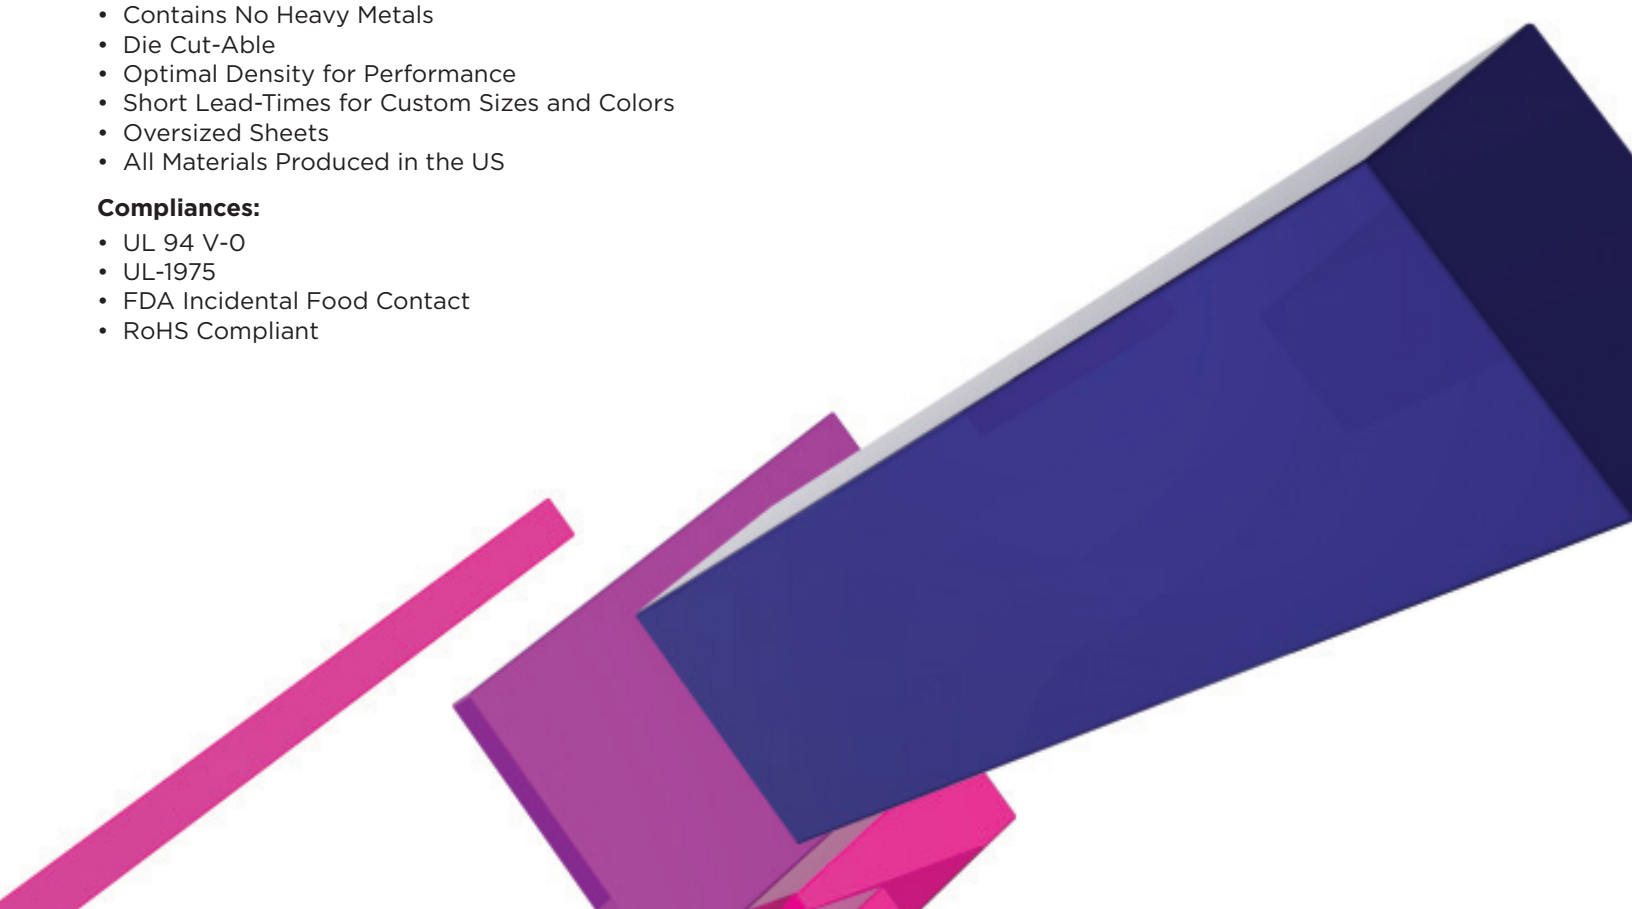 • Contains No Heavy Metals
• Die Cut-Able
• Optimal Density for Performance
• Short Lead-Times for Custom Sizes and Colors
• Oversized Sheets
• All Materials Produced in the US
Compliances:
• UL 94 V-0
• UL-1975
• FDA Incidental Food Contact
• RoHS Compliant